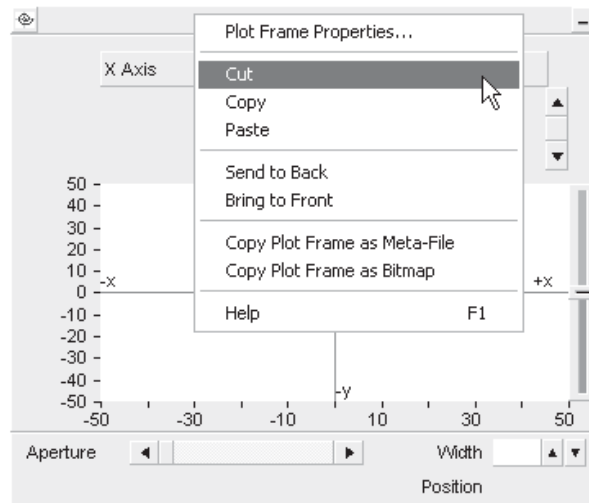 Plot Frame Properties...
X Axis
Cut
Copy
Paste
Send to Back
Bring to Front
Copy Plot Frame as Meta-File
Copy Plot Frame as Bitmap
Help F1
50
40
30
20
10
0
-10
-20
-30
-40
-50
-x
+x
-y
-50 -30 -10 10 30 50
Aperture Width
Position